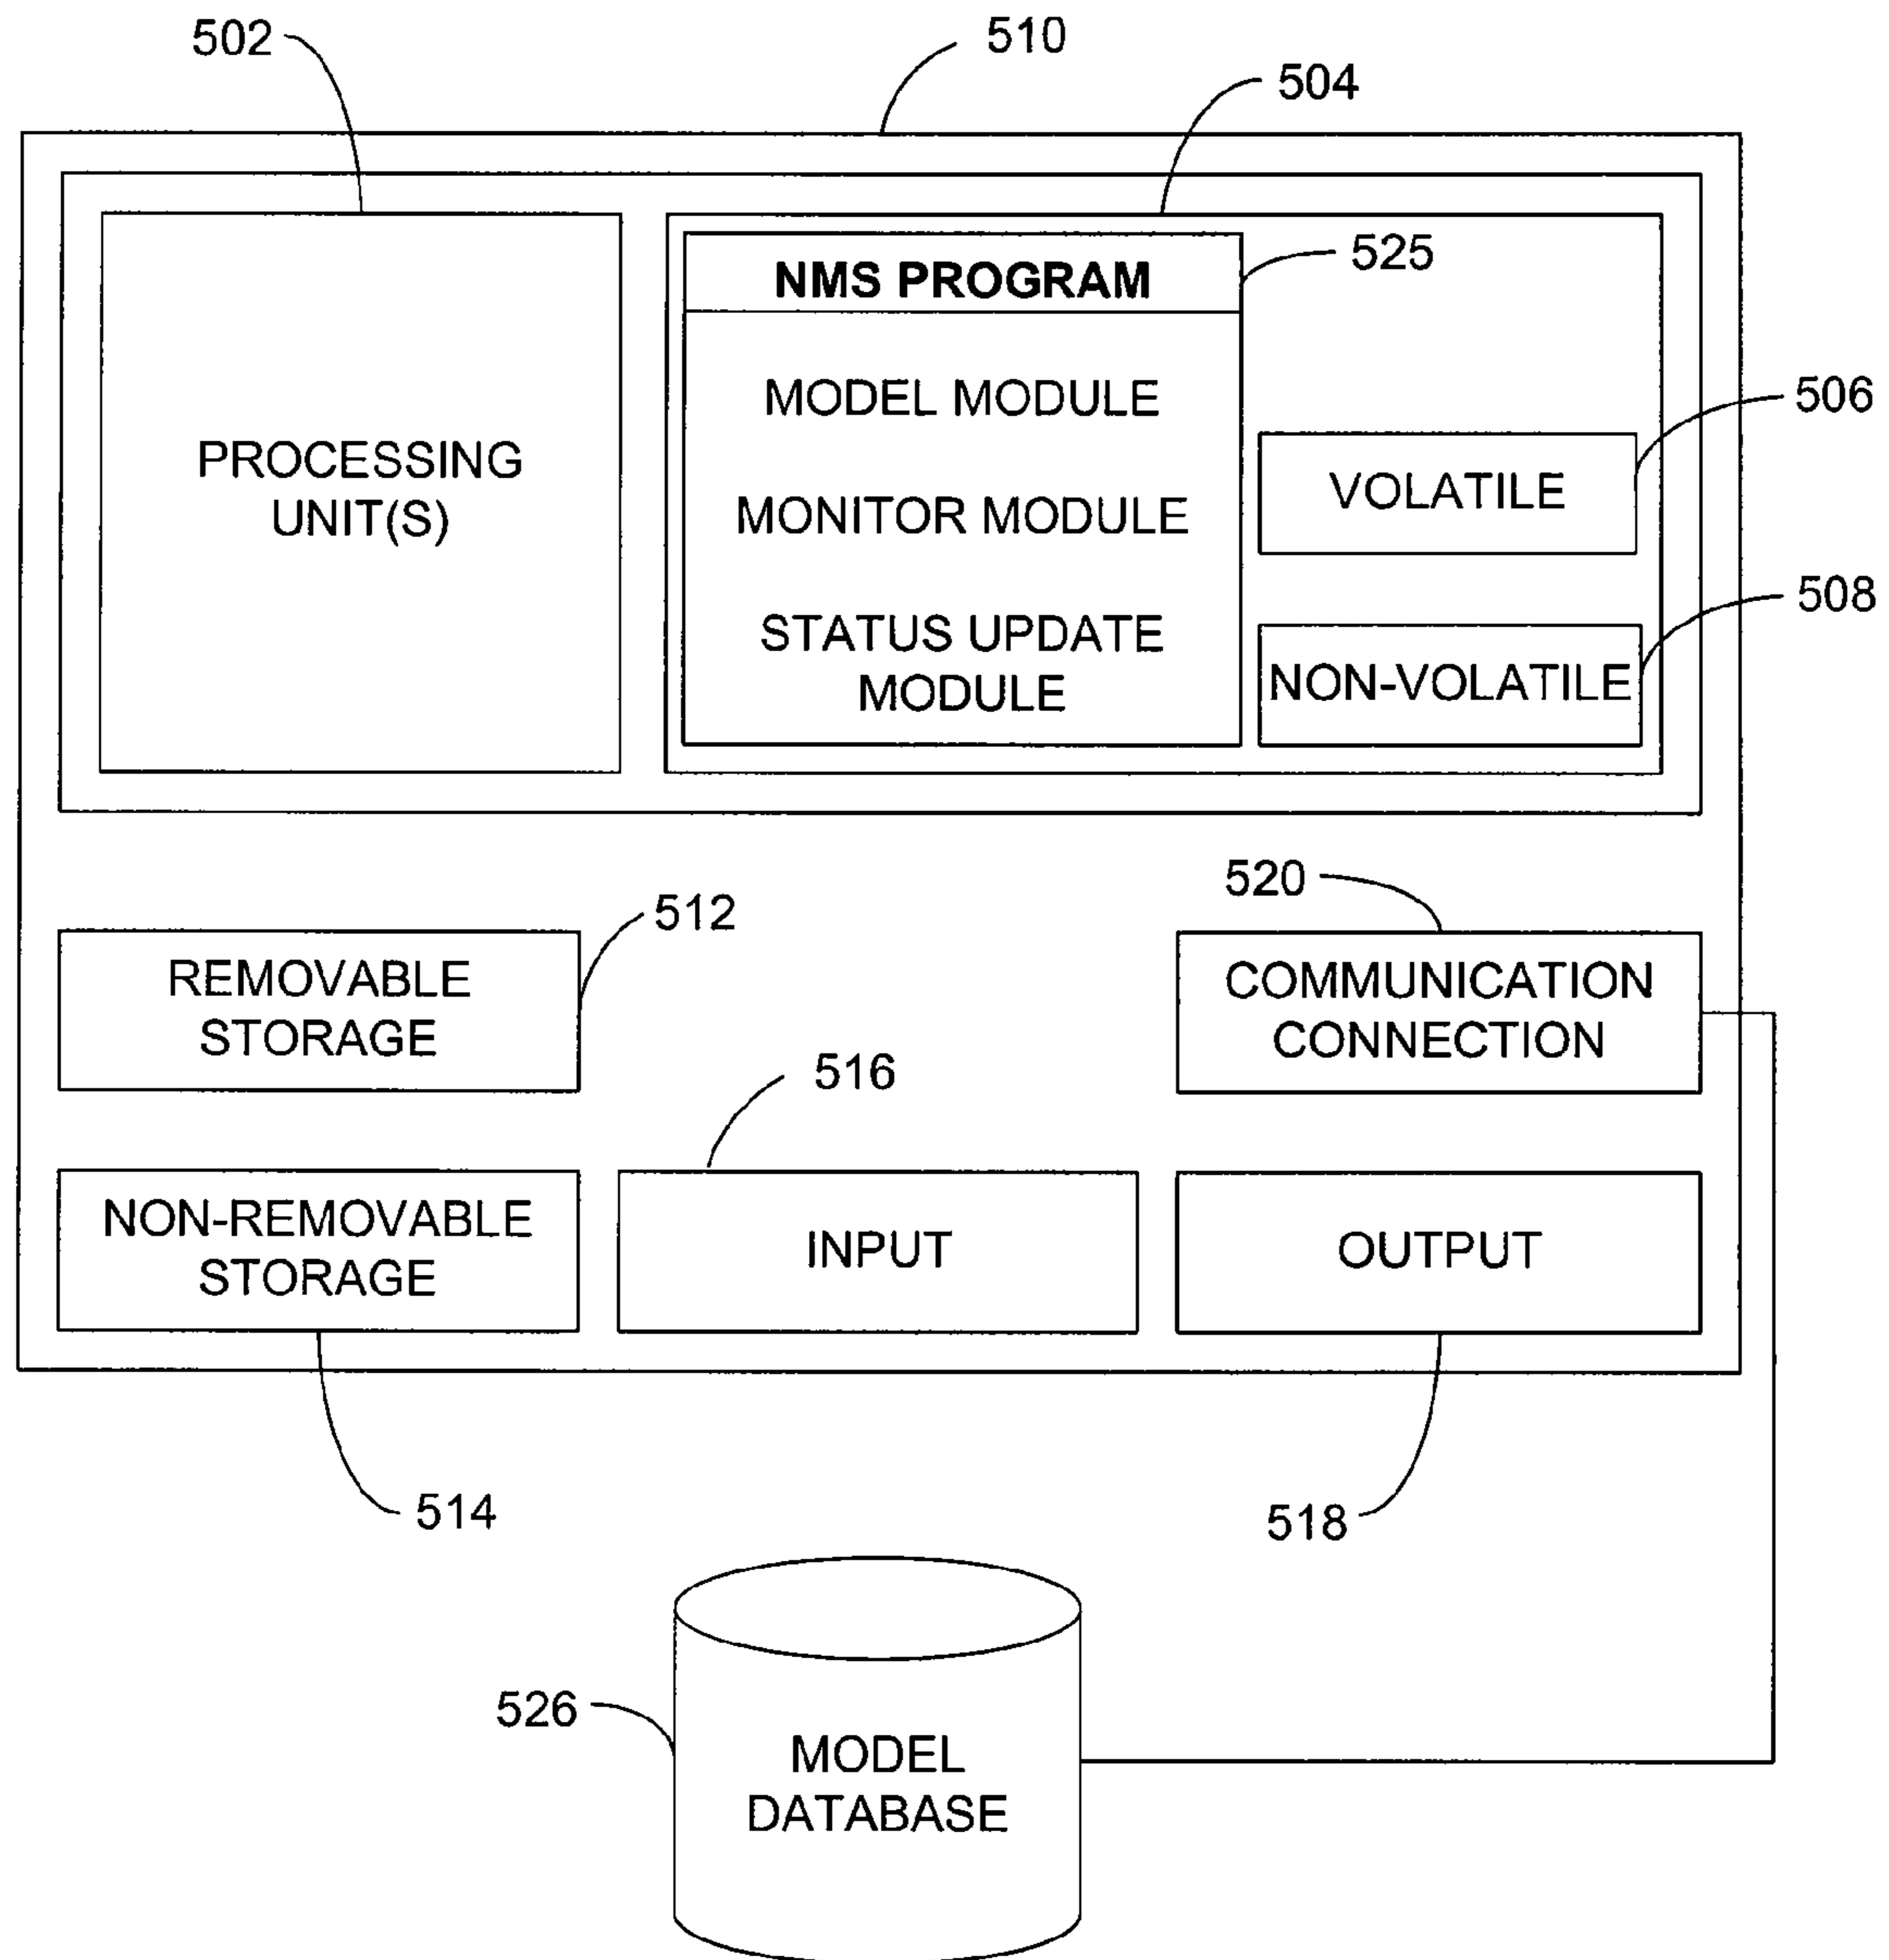 502
510
504
525
NMS PROGRAM
MODEL MODULE
MONITOR MODULE
STATUS UPDATE
MODULE
PROCESSING
UNIT(S)
506
VOLATILE
508
NON-VOLATILE
512
REMOVABLE
STORAGE
520
COMMUNICATION
CONNECTION
516
NON-REMOVABLE
STORAGE
INPUT
OUTPUT
514
518
526
MODEL
DATABASE